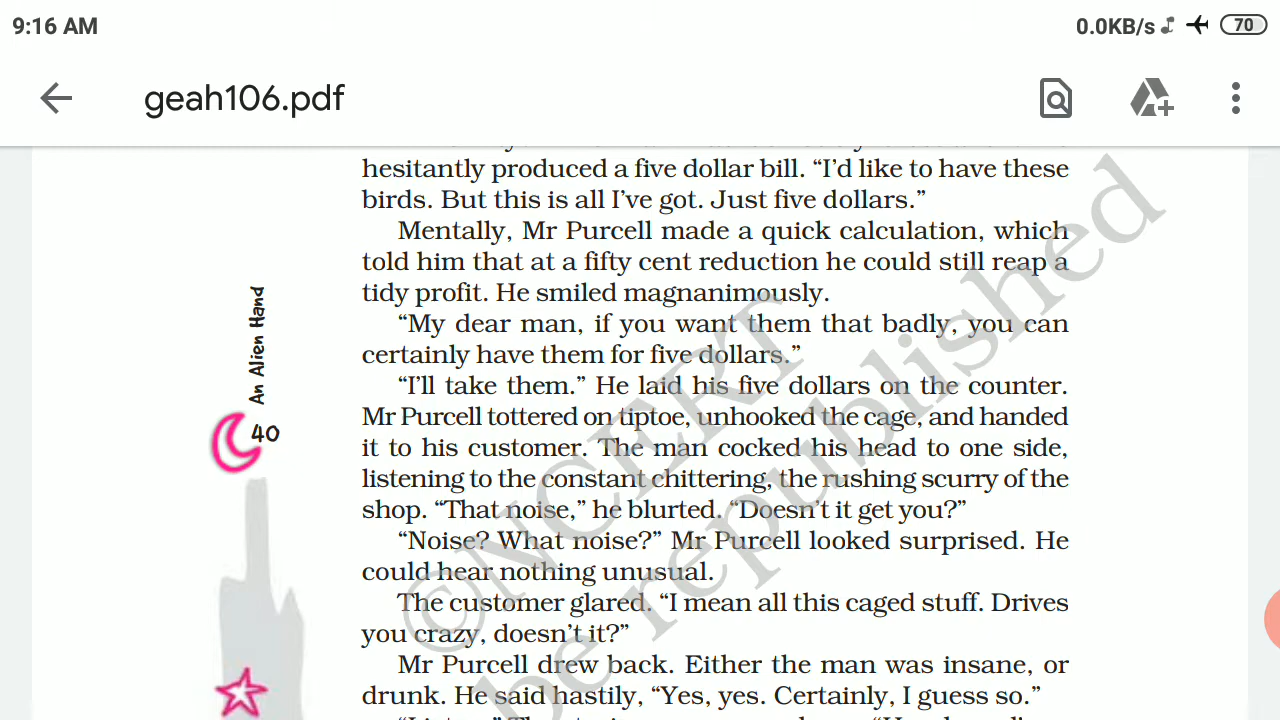 9:16 AM
0.0KB/s
70
geah106.pdf
hesitantly produced a five dollar bill. “I’d like to have these
birds. But this is all I’ve got. Just five dollars.”
Mentally, Mr Purcell made a quick calculation, which
told him that at a fifty cent reduction he could still reap a
tidy profit. He smiled magnanimously.
“My dear man, if you want them that badly, you can
certainly have them for five dollars.”
“I’ll take them.” He laid his five dollars on the counter.
Mr Purcell tottered on tiptoe, unhooked the cage, and handed
it to his customer. The man cocked his head to one side,
listening to the constant chittering, the rushing scurry of the
shop. “That noise,” he blurted. “Doesn’t it get you?”
“Noise? What noise?” Mr Purcell looked surprised. He
could hear nothing unusual.
The customer glared. “I mean all this caged stuff. Drives
you crazy, doesn’t it?”
Mr Purcell drew back. Either the man was insane, or
drunk. He said hastily, “Yes, yes. Certainly, I guess so.”
An Alien Hand
40
©NCERT
be republished